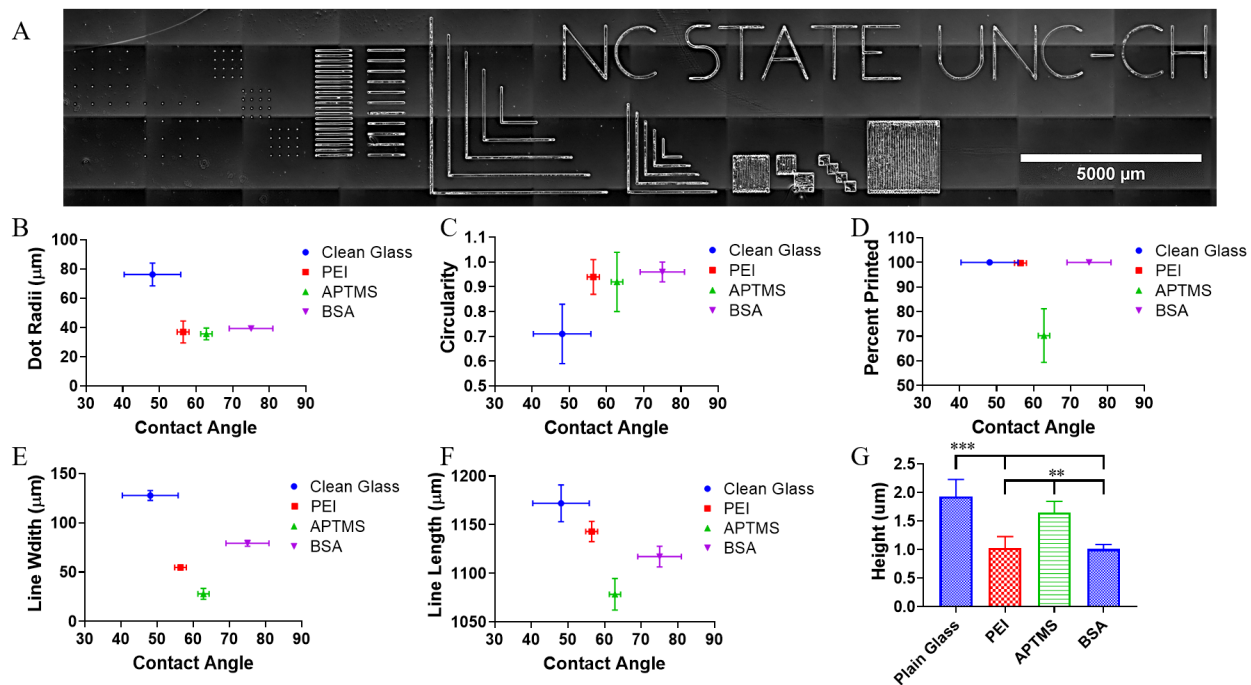 A
NC STATE UNC-CH
5000 µm
B
Dot Radii (µm)
100
80
60
40
20
0
30 40 50 60 70 80 90
Contact Angle
Clean Glass
PEI
APTMS
BSA
C
Circularity
1.1
1.0
0.9
0.8
0.7
0.6
0.5
30 40 50 60 70 80 90
Contact Angle
Clean Glass
PEI
APTMS
BSA
D
Percent Printed
110
100
90
80
70
60
50
30 40 50 60 70 80 90
Contact Angle
Clean Glass
PEI
APTMS
BSA
E
Line Wdith (µm)
150
100
50
0
30 40 50 60 70 80 90
Contact Angle
Clean Glass
PEI
APTMS
BSA
F
Line Length (µm)
1200
1150
1100
1050
30 40 50 60 70 80 90
Contact Angle
Clean Glass
PEI
APTMS
BSA
G
***
**
Height (um)
2.5
2.0
1.5
1.0
0.5
0.0
Plain Glass
PEI
APTMS
BSA